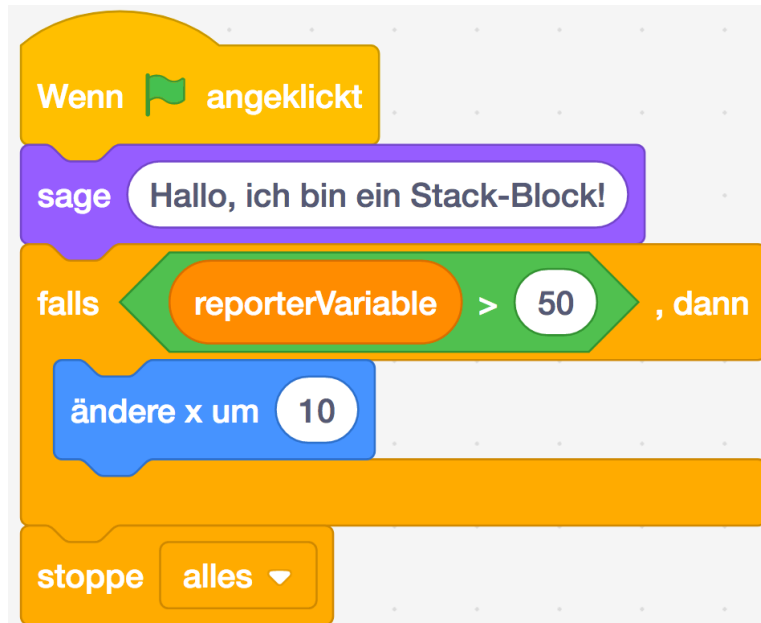 Wenn angeklickt
sage Hallo, ich bin ein Stack-Block!
falls reporterVariable > 50 , dann
ändere x um 10
stoppe alles